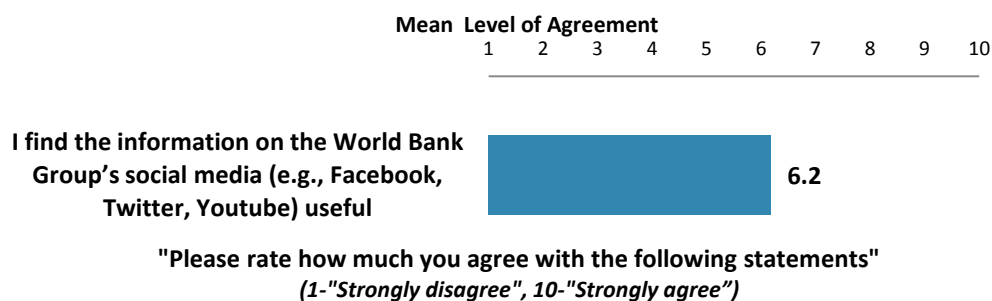 Mean Level of Agreement
1 2 3 4 5 6 7 8 9 10
I find the information on the World Bank
Group’s social media (e.g., Facebook,
Twitter, Youtube) useful
6.2
"Please rate how much you agree with the following statements"
(1-"Strongly disagree", 10-"Strongly agree”)